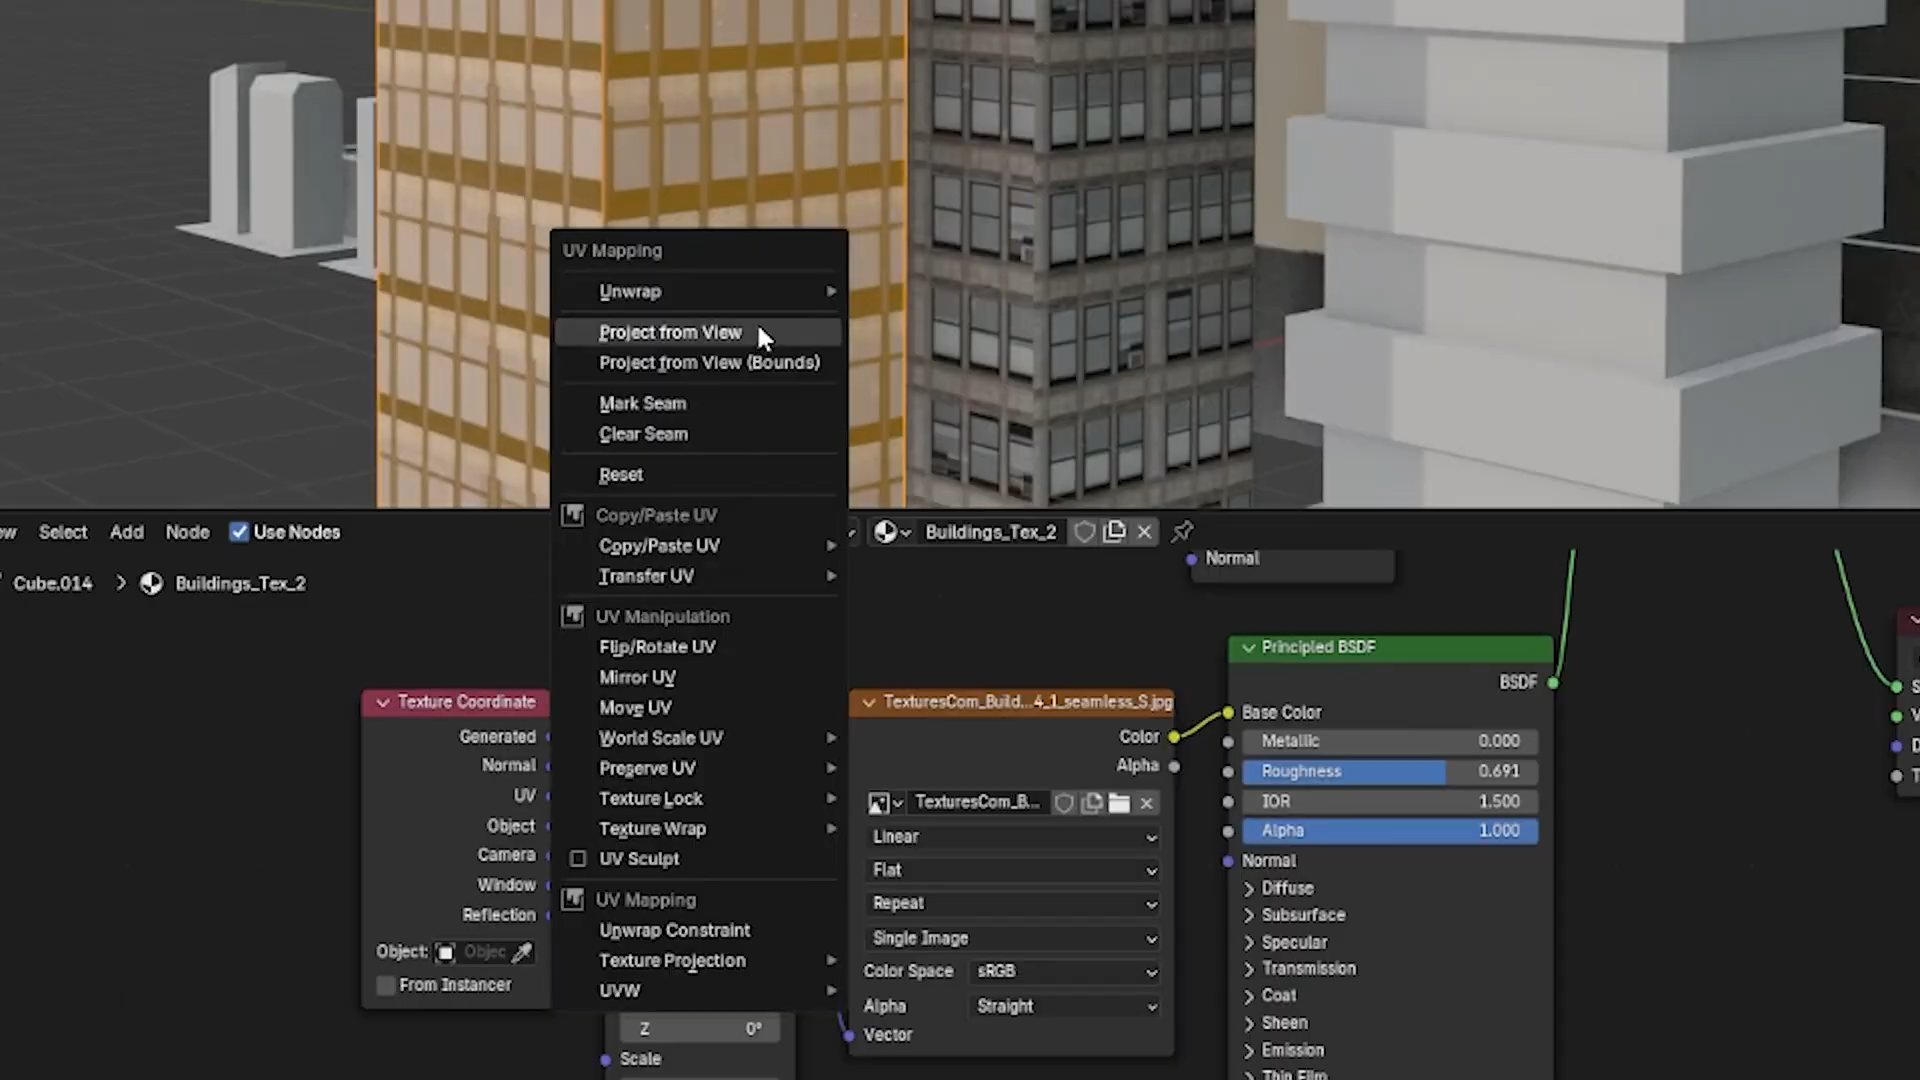 UV Mapping
Unwrap
Project from View
Project from View (Bounds)
Mark Seam
Clear Seam
Reset
Copy/Paste UV
Copy/Paste UV
Transfer UV
UV Manipulation
Flip/Rotate UV
Mirror UV
Move UV
World Scale UV
Preserve UV
Texture Lock
Texture Wrap
UV Sculpt
UV Mapping
Unwrap Constraint
Texture Projection
UVW
Select Add Node Use Nodes
Buildings_Tex_2
Cube.014 Buildings_Tex_2
Normal
Texture Coordinate
Generated
Normal
UV
Object
Camera
Window
Reflection
Object: Objec
From Instancer
Z 0°
Scale
TexturesCom_Build...4_1_seamless_S.jpg
Color
Alpha
TexturesCom_B...
Linear
Flat
Repeat
Single Image
Color Space sRGB
Alpha Straight
Vector
Principled BSDF
BSDF
Base Color
Metallic 0.000
Roughness 0.691
IOR 1.500
Alpha 1.000
Normal
Diffuse
Subsurface
Specular
Transmission
Coat
Sheen
Emission
Thin Film